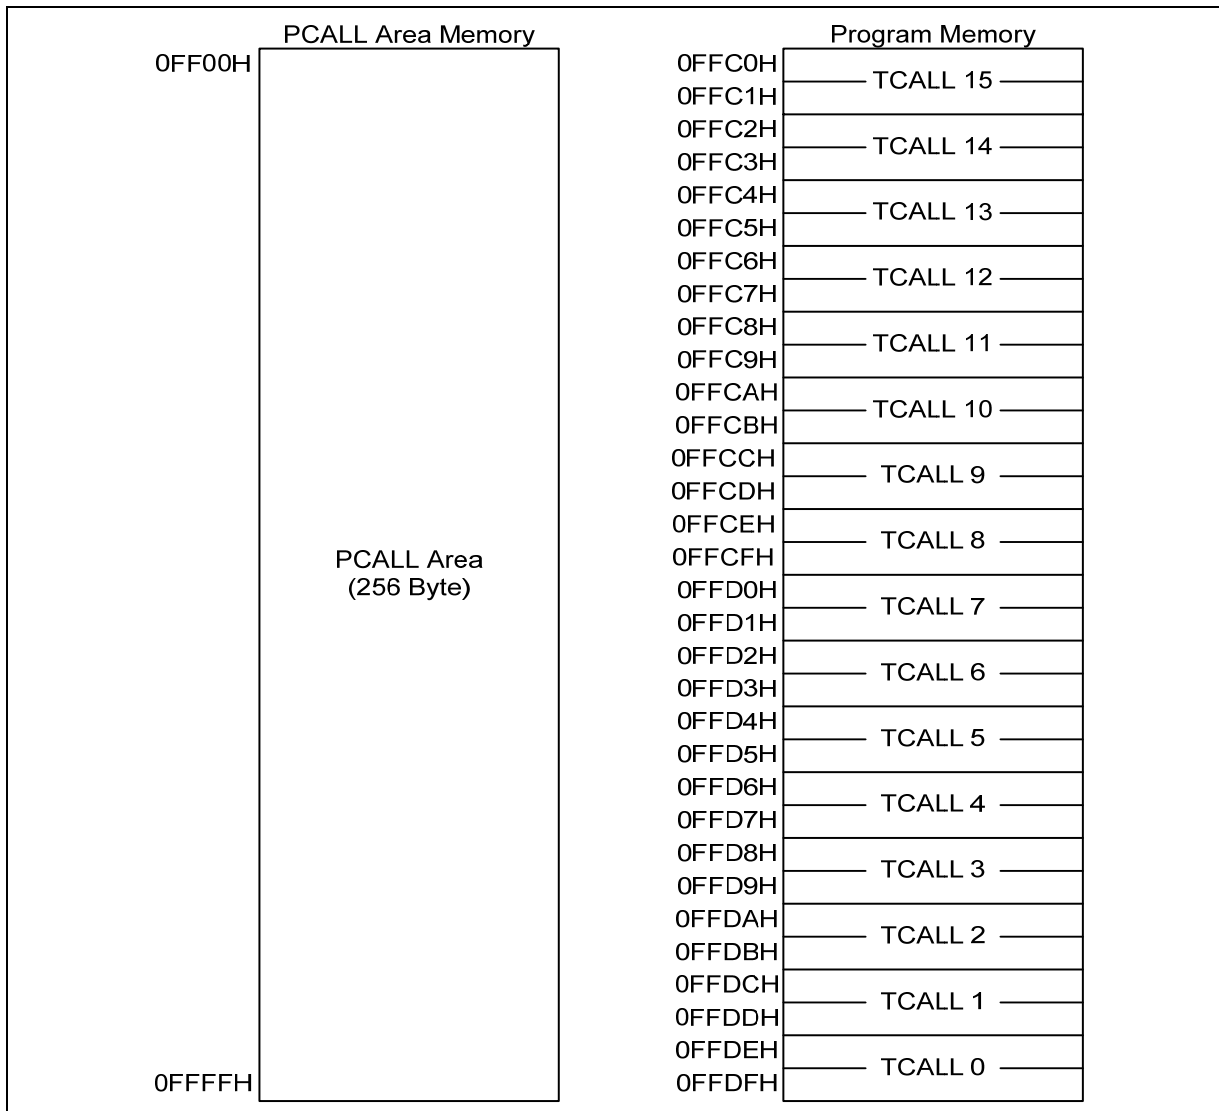 PCALL Area Memory
0FF00H
PCALL Area
(256 Byte)
0FFFFH
Program Memory
0FFC0H
TCALL 15
0FFC1H
0FFC2H
TCALL 14
0FFC3H
0FFC4H
TCALL 13
0FFC5H
0FFC6H
TCALL 12
0FFC7H
0FFC8H
TCALL 11
0FFC9H
0FFCAH
TCALL 10
0FFCBH
0FFCCH
TCALL 9
0FFCDH
0FFCEH
TCALL 8
0FFCFH
0FFD0H
TCALL 7
0FFD1H
0FFD2H
TCALL 6
0FFD3H
0FFD4H
TCALL 5
0FFD5H
0FFD6H
TCALL 4
0FFD7H
0FFD8H
TCALL 3
0FFD9H
0FFDAH
TCALL 2
0FFDBH
0FFDCH
TCALL 1
0FFDDH
0FFDEH
TCALL 0
0FFDFH